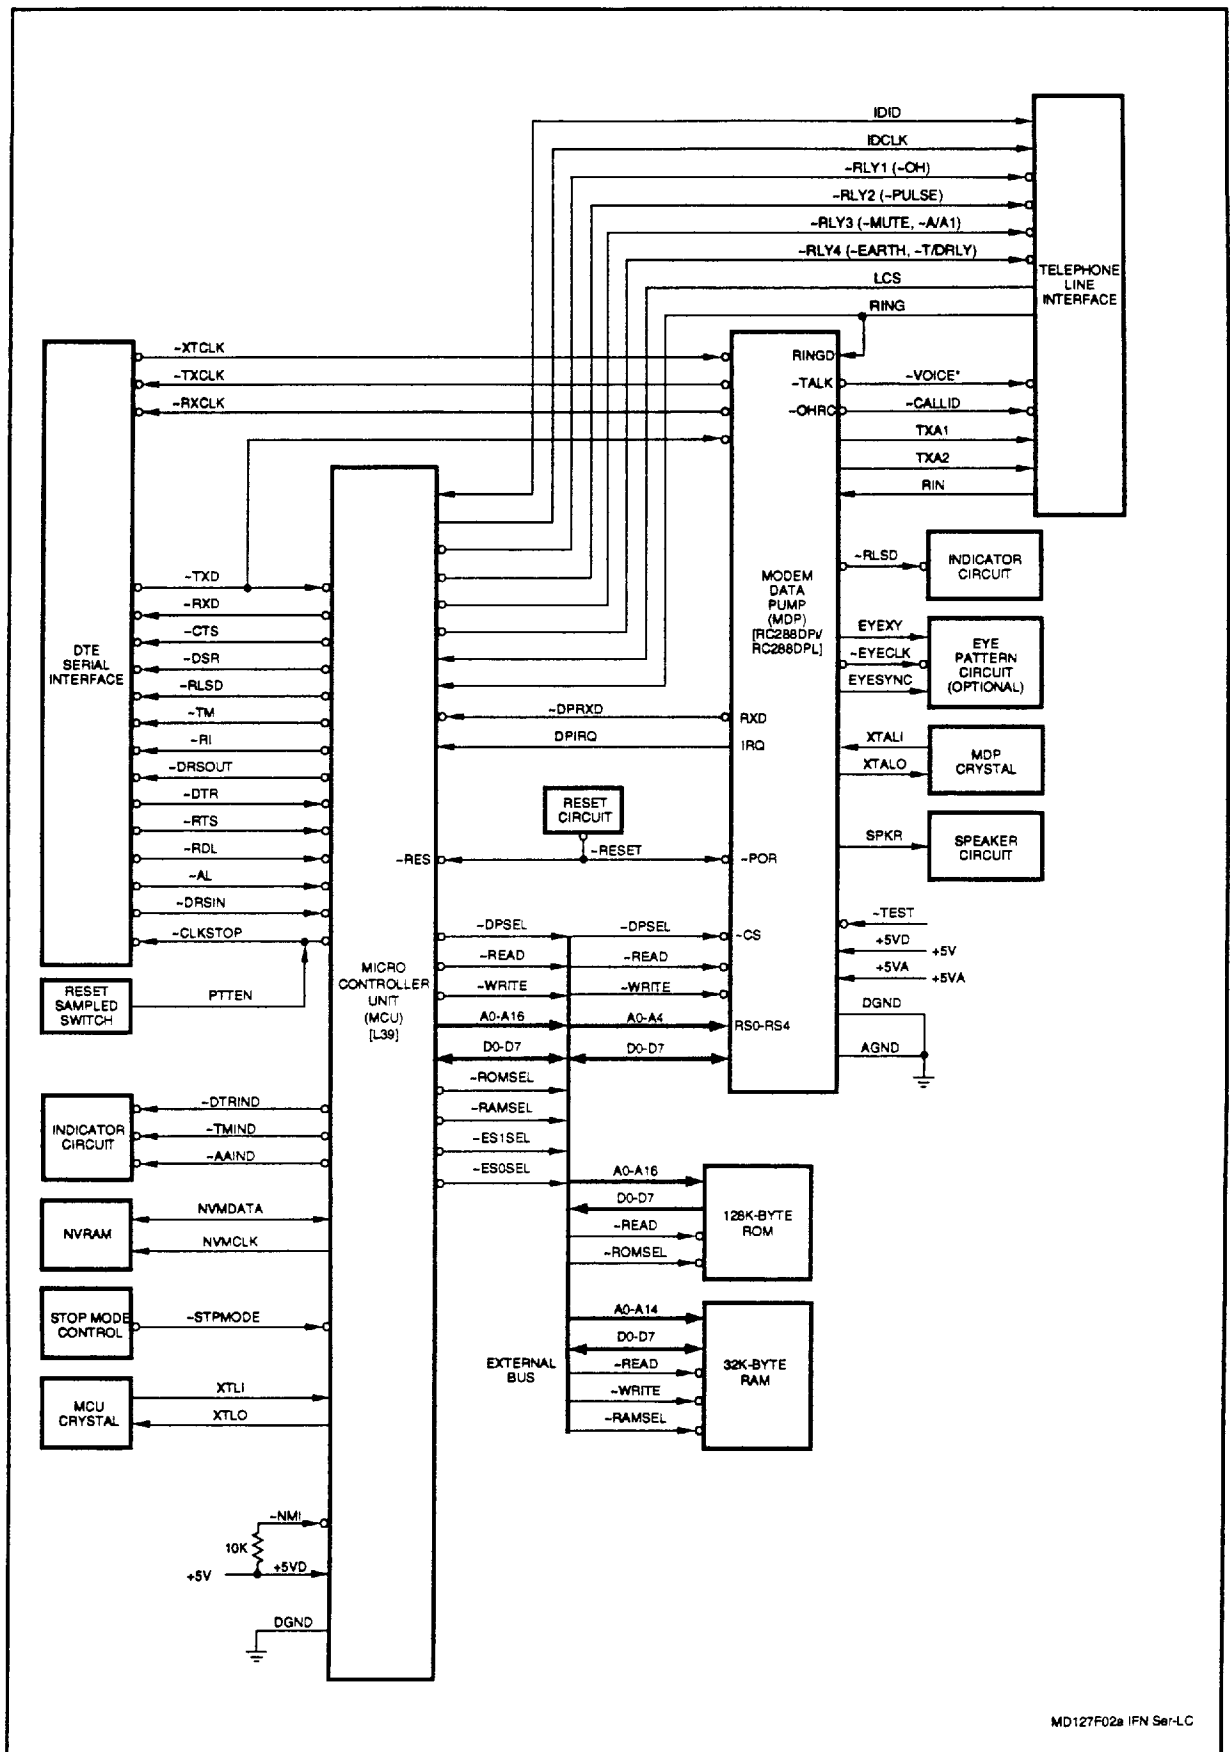 IDID
IDCLK
~RLY1 (~OH)
~RLY2 (~PULSE)
~RLY3 (~MUTE, ~A/A1)
~RLY4 (~EARTH, ~T/DRLY)
LCS
RING
TELEPHONE
LINE
INTERFACE
~XTCLK
~TXCLK
~RXCLK
RINGD
~TALK
~VOICE*
~OHRC
~CALLID
TXA1
TXA2
RIN
~TXD
~RXD
~CTS
~DSR
~RLSD
~TM
~RI
~DRSOUT
~DTR
~RTS
~RDL
~AL
~DRSIN
~CLKSTOP
DTE
SERIAL
INTERFACE
RESET
SAMPLED
SWITCH
PTTEN
MODEM
DATA
PUMP
(MDP)
[RC288DPi/
RC288DPL]
~RLSD
INDICATOR
CIRCUIT
EYEXY
~EYECLK
EYESYNC
EYE
PATTERN
CIRCUIT
(OPTIONAL)
~DPRXD
RXD
DPIRQ
IRQ
XTALI
XTALO
MDP
CRYSTAL
RESET
CIRCUIT
~RES
~RESET
~POR
SPKR
SPEAKER
CIRCUIT
~TEST
+5VD
+5V
+5VA
+5VA
DGND
AGND
MICRO
CONTROLLER
UNIT
(MCU)
[L39]
~DPSEL
~DPSEL
~CS
~READ
~READ
~WRITE
~WRITE
A0-A16
A0-A4
RS0-RS4
D0-D7
D0-D7
~ROMSEL
~RAMSEL
~ES1SEL
~ES0SEL
INDICATOR
CIRCUIT
~DTRIND
~TMIND
~AAIND
NVRAM
NVMDATA
NVMCLK
STOP MODE
CONTROL
~STPMODE
MCU
CRYSTAL
XTLI
XTLO
A0-A16
D0-D7
~READ
~ROMSEL
128K-BYTE
ROM
A0-A14
D0-D7
~READ
~WRITE
~RAMSEL
32K-BYTE
RAM
EXTERNAL
BUS
~NMI
10K
+5V
+5VD
DGND
MD127F02a IFN Ser-LC